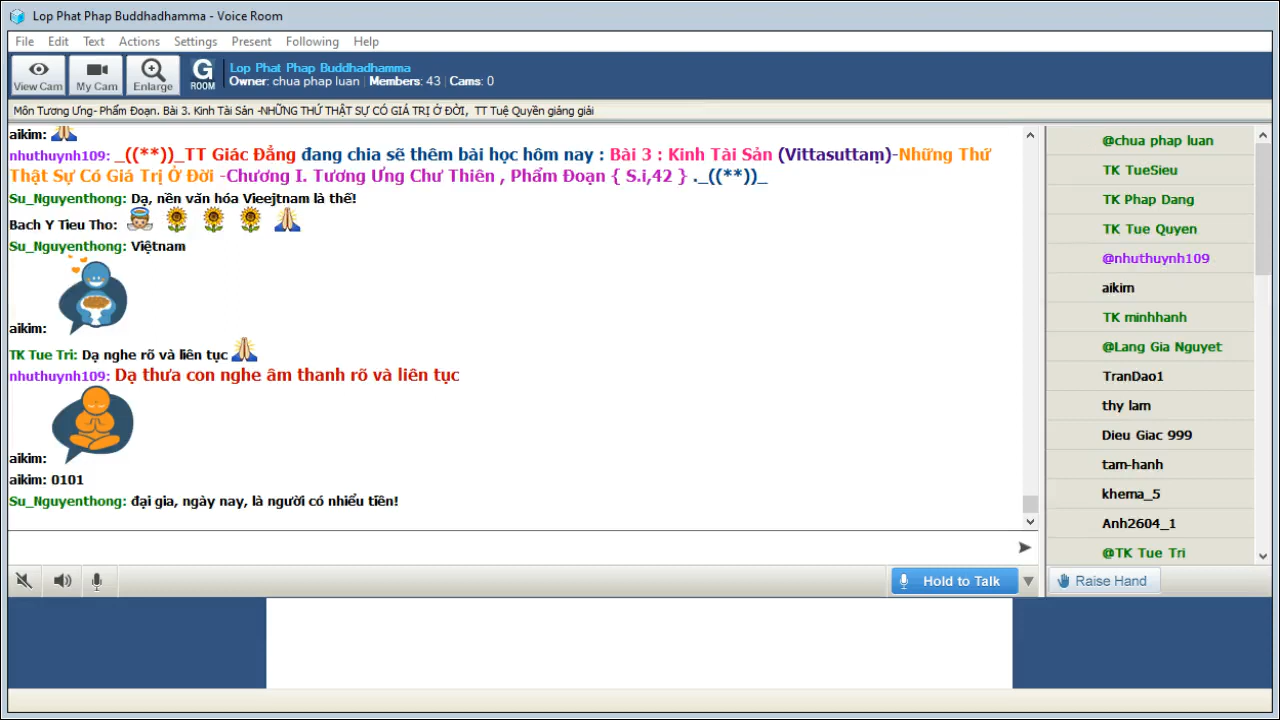 Lop Phat Phap Buddhadhamma - Voice Room
File Edit Text Actions Settings Present Following Help
View Cam My Cam Enlarge G ROOM
Lop Phat Phap Buddhadhamma
Owner: chua phap luan | Members: 43 | Cams: 0
Môn Tương Ưng- Phẩm Đoạn. Bài 3. Kinh Tài Sản -NHỮNG THỨ THẬT SỰ CÓ GIÁ TRỊ Ở ĐỜI, TT Tuệ Quyền giảng giải
aikim:
nhuthuynh109: _((**))_TT Giác Đẳng đang chia sẽ thêm bài học hôm nay : Bài 3 : Kinh Tài Sản (Vittasuttaṃ)-Những Thứ
Thật Sự Có Giá Trị Ở Đời -Chương I. Tương Ưng Chư Thiên , Phẩm Đoạn { S.i,42 } ._((**))_
Su_Nguyenthong: Dạ, nền văn hóa Vieejtnam là thế!
Bach Y Tieu Tho:
Su_Nguyenthong: Việtnam
aikim:
TK Tue Tri: Dạ nghe rõ và liên tục
nhuthuynh109: Dạ thưa con nghe âm thanh rõ và liên tục
aikim:
aikim: 0101
Su_Nguyenthong: đại gia, ngày nay, là người có nhiểu tiên!
Hold to Talk
@chua phap luan
TK TueSieu
TK Phap Dang
TK Tue Quyen
@nhuthuynh109
aikim
TK minhhanh
@Lang Gia Nguyet
TranDao1
thy lam
Dieu Giac 999
tam-hanh
khema_5
Anh2604_1
@TK Tue Tri
Raise Hand